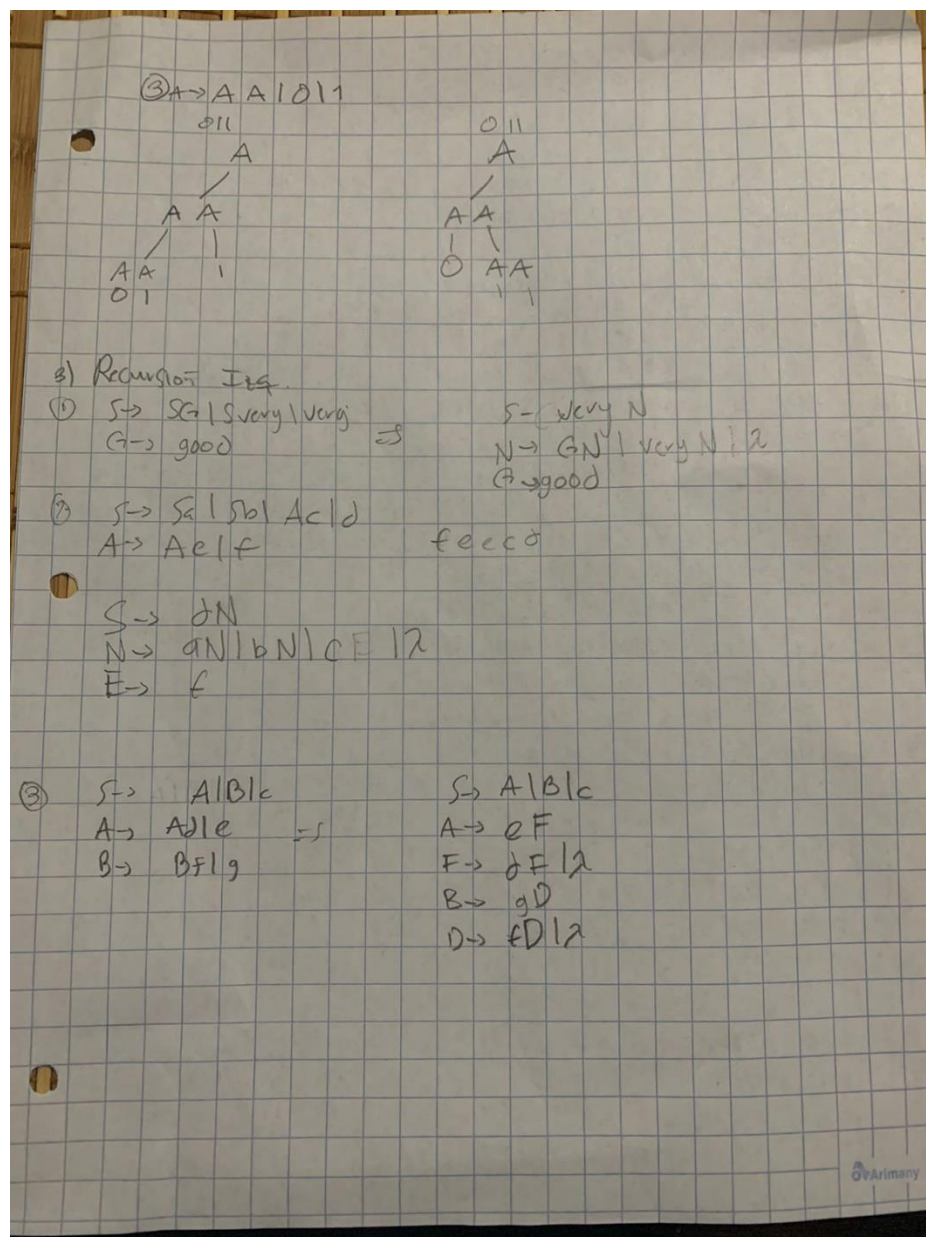 ③ A→ A A | 0 | 1
011 011
A A
A A A A
A A 1 0 A A
0 1 1 1
3) Recursion Izq.
① S→ SG | Svery | very S→ very N
G→ good => N→ GN | very N | λ
G→ good
② S→ Sa | Sb | Ac | d
A→ Ae | f
S→ dN
N→ aN | bN | cE | λ
E→ f
③ S→ A|B|c S→ A|B|c
A→ Ad|e => A→ eF
B→ Bf|g F→ dF|λ
B→ gD
D→ fD|λ
Arimany